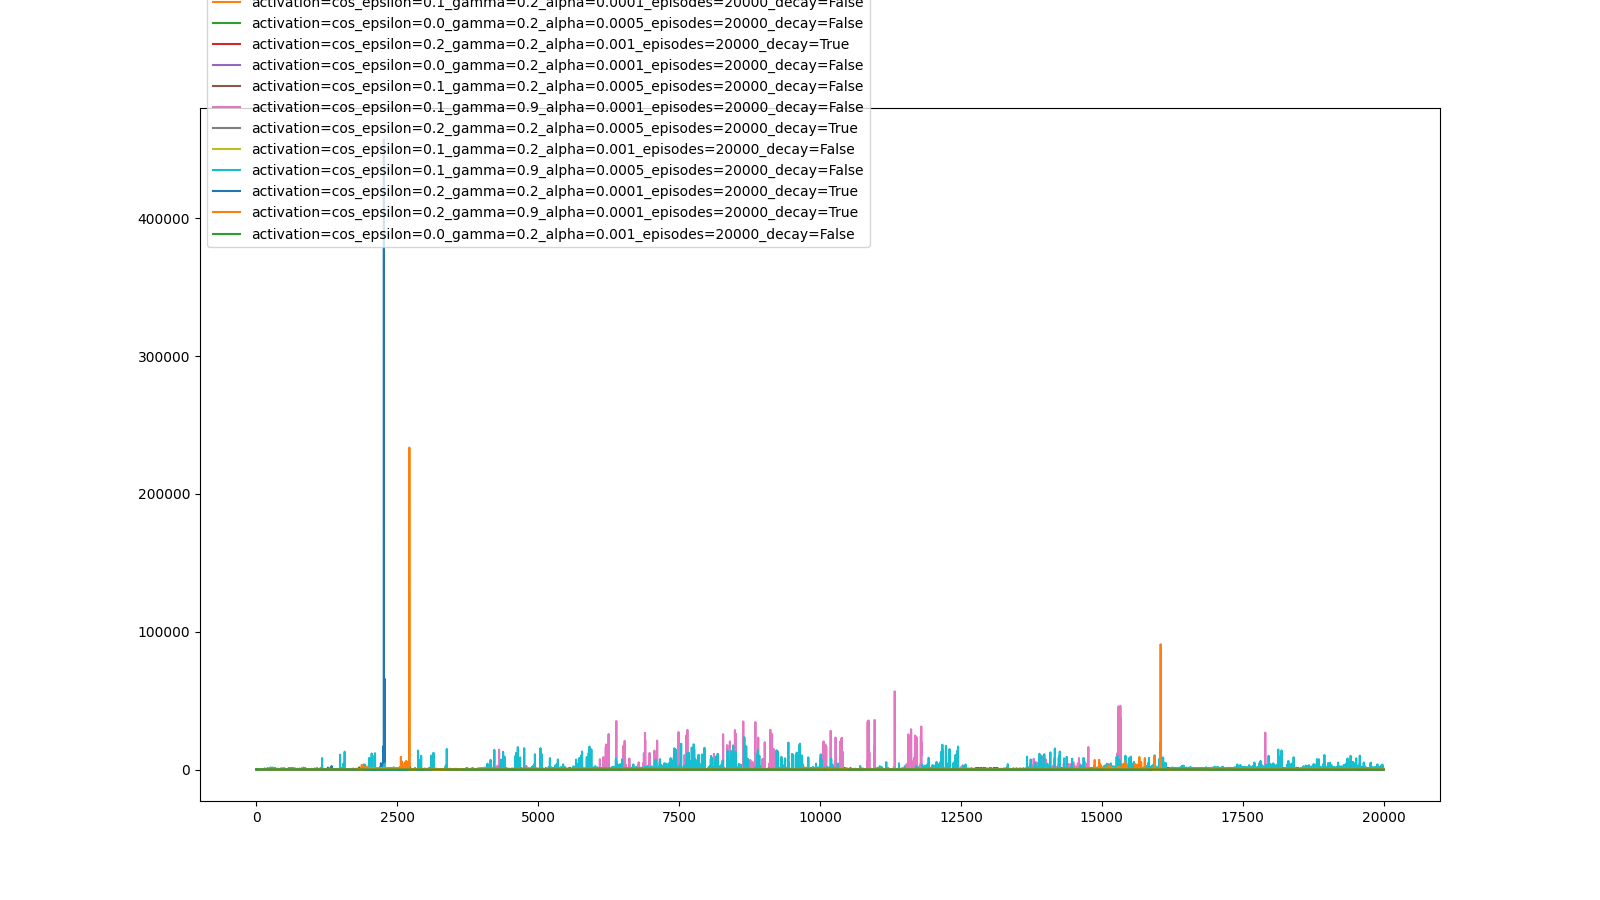 activation=cos_epsilon=0.1_gamma=0.2_alpha=0.0001_episodes=20000_decay=False
activation=cos_epsilon=0.0_gamma=0.2_alpha=0.0005_episodes=20000_decay=False
activation=cos_epsilon=0.2_gamma=0.2_alpha=0.001_episodes=20000_decay=True
activation=cos_epsilon=0.0_gamma=0.2_alpha=0.0001_episodes=20000_decay=False
activation=cos_epsilon=0.1_gamma=0.2_alpha=0.0005_episodes=20000_decay=False
activation=cos_epsilon=0.1_gamma=0.9_alpha=0.0001_episodes=20000_decay=False
activation=cos_epsilon=0.2_gamma=0.2_alpha=0.0005_episodes=20000_decay=True
activation=cos_epsilon=0.1_gamma=0.2_alpha=0.001_episodes=20000_decay=False
activation=cos_epsilon=0.1_gamma=0.9_alpha=0.0005_episodes=20000_decay=False
activation=cos_epsilon=0.2_gamma=0.2_alpha=0.0001_episodes=20000_decay=True
activation=cos_epsilon=0.2_gamma=0.9_alpha=0.0001_episodes=20000_decay=True
activation=cos_epsilon=0.0_gamma=0.2_alpha=0.001_episodes=20000_decay=False
400000
300000
200000
100000
0
0 2500 5000 7500 10000 12500 15000 17500 20000